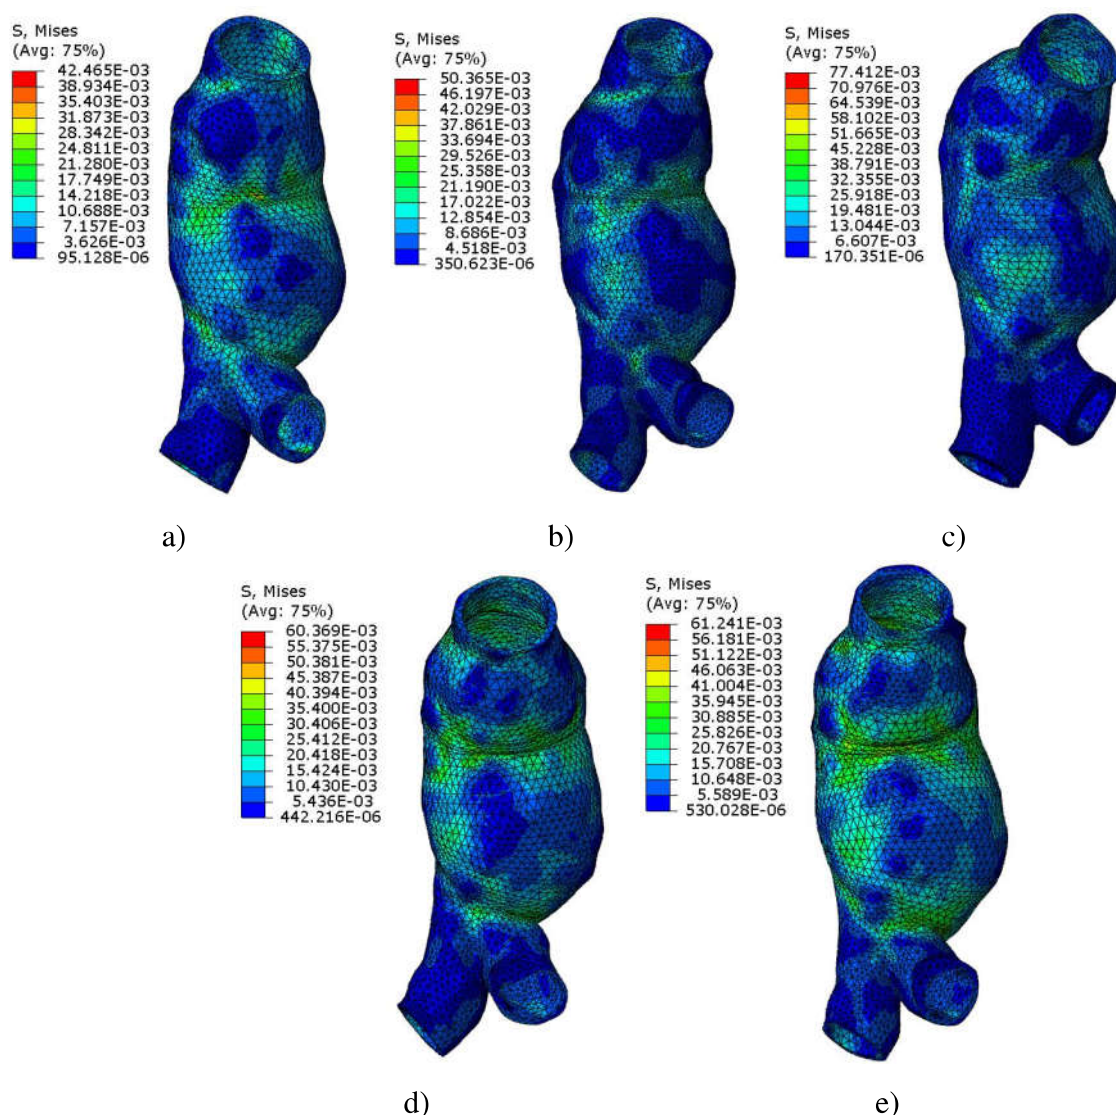 S, Mises
(Avg: 75%)
42.465E-03
38.934E-03
35.403E-03
31.873E-03
28.342E-03
24.811E-03
21.280E-03
17.749E-03
14.218E-03
10.688E-03
7.157E-03
3.626E-03
95.128E-06
S, Mises
(Avg: 75%)
50.365E-03
46.197E-03
42.029E-03
37.861E-03
33.694E-03
29.526E-03
25.358E-03
21.190E-03
17.022E-03
12.854E-03
8.686E-03
4.518E-03
350.623E-06
S, Mises
(Avg: 75%)
77.412E-03
70.976E-03
64.539E-03
58.102E-03
51.665E-03
45.228E-03
38.791E-03
32.355E-03
25.918E-03
19.481E-03
13.044E-03
6.607E-03
170.351E-06
a)
b)
c)
S, Mises
(Avg: 75%)
60.369E-03
55.375E-03
50.381E-03
45.387E-03
40.394E-03
35.400E-03
30.406E-03
25.412E-03
20.418E-03
15.424E-03
10.430E-03
5.436E-03
442.216E-06
S, Mises
(Avg: 75%)
61.241E-03
56.181E-03
51.122E-03
46.063E-03
41.004E-03
35.945E-03
30.885E-03
25.826E-03
20.767E-03
15.708E-03
10.648E-03
5.589E-03
530.028E-06
d)
e)